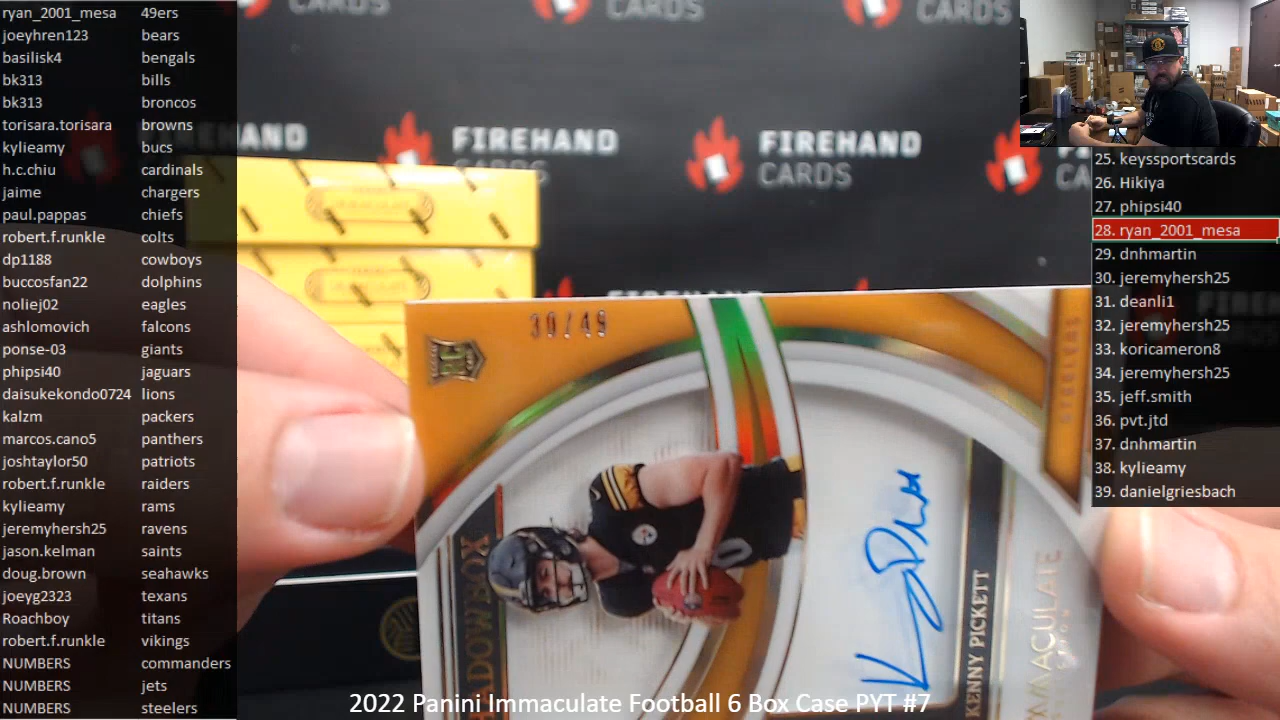 ryan_2001_mesa 49ers
joeyhren123 bears
basilisk4 bengals
bk313 bills
bk313 broncos
torisara.torisara browns
kylieamy bucs
h.c.chiu cardinals
jaime chargers
paul.pappas chiefs
robert.f.runkle colts
dp1188 cowboys
buccosfan22 dolphins
noliej02 eagles
ashlomovich falcons
ponse-03 giants
phipsi40 jaguars
daisukekondo0724 lions
kalzm packers
marcos.cano5 panthers
joshtaylor50 patriots
robert.f.runkle raiders
kylieamy rams
jeremyhersh25 ravens
jason.kelman saints
doug.brown seahawks
joeyg2323 texans
Roachboy titans
robert.f.runkle vikings
NUMBERS commanders
NUMBERS jets
NUMBERS steelers
FIREHAND
CARDS
FIREHAND
CARDS
CARDS
CARDS
25. keyssportscards
26. Hikiya
27. phipsi40
28. ryan_2001_mesa
29. dnhmartin
30. jeremyhersh25
31. deanli1
32. jeremyhersh25
33. koricameron8
34. jeremyhersh25
35. jeff.smith
36. pvt.jtd
37. dnhmartin
38. kylieamy
39. danielgriesbach
30/49
RC
STEELERS
KENNY PICKETT
2022 Panini Immaculate Football 6 Box Case PYT #7